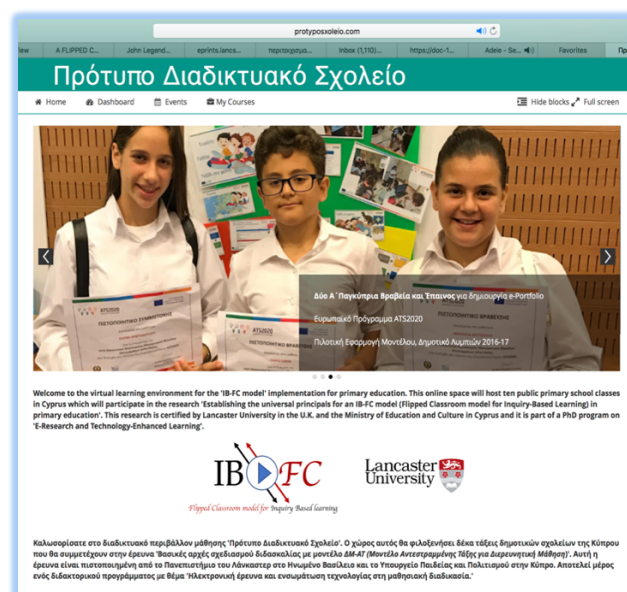 protyposxoleio.com
iew
A FLIPPED C...
John Legend...
eprints.lancs...
περιτοιχισμα...
Inbox (1,110)...
https://doc-1...
Adele - Se...
Favorites
Πρ
Πρότυπο Διαδικτυακό Σχολείο
Home Dashboard Events My Courses Hide blocks Full screen
ATS2020
ΠΙΣΤΟΠΟΙΗΤΙΚΟ ΣΥΜΜΕΤΟΧΗΣ
ΠΙΣΤΟΠΟΙΗΤΙΚΟ ΒΡΑΒΕΥΣΗΣ
Δύο Α΄ Παγκύπρια Βραβεία και Έπαινος για δημιουργία e-Portfolio
Ευρωπαϊκό Πρόγραμμα ATS2020
Πιλοτική Εφαρμογή Μοντέλου, Δημοτικό Λυμπιών 2016-17
Welcome to the virtual learning environment for the 'IB-FC model' implementation for primary education. This online space will host ten public primary school classes
in Cyprus which will participate in the research 'Establishing the universal principals for an IB-FC model (Flipped Classroom model for Inquiry-Based Learning) in
primary education'. This research is certified by Lancaster University in the U.K. and the Ministry of Education and Culture in Cyprus and it is part of a PhD program on
'E-Research and Technology-Enhanced Learning'.
IB FC
Flipped Classroom model for Inquiry Based learning
Lancaster
University
Καλωσορίσατε στο διαδικτυακό περιβάλλον μάθησης 'Πρότυπο Διαδικτυακό Σχολείο'. Ο χώρος αυτός θα φιλοξενήσει δέκα τάξεις δημοτικών σχολείων της Κύπρου
που θα συμμετέχουν στην έρευνα 'Βασικές αρχές σχεδιασμού διδασκαλίας με μοντέλο ΔΜ-ΑΤ (Μοντέλο Αντεστραμμένης Τάξης για Διερευνητική Μάθηση)'. Αυτή η
έρευνα είναι πιστοποιημένη από το Πανεπιστήμιο του Λάνκαστερ στο Ηνωμένο Βασίλειο και το Υπουργείο Παιδείας και Πολιτισμού στην Κύπρο. Αποτελεί μέρος
ενός διδακτορικού προγράμματος με θέμα 'Ηλεκτρονική έρευνα και ενσωμάτωση τεχνολογίας στη μαθησιακή διαδικασία.'